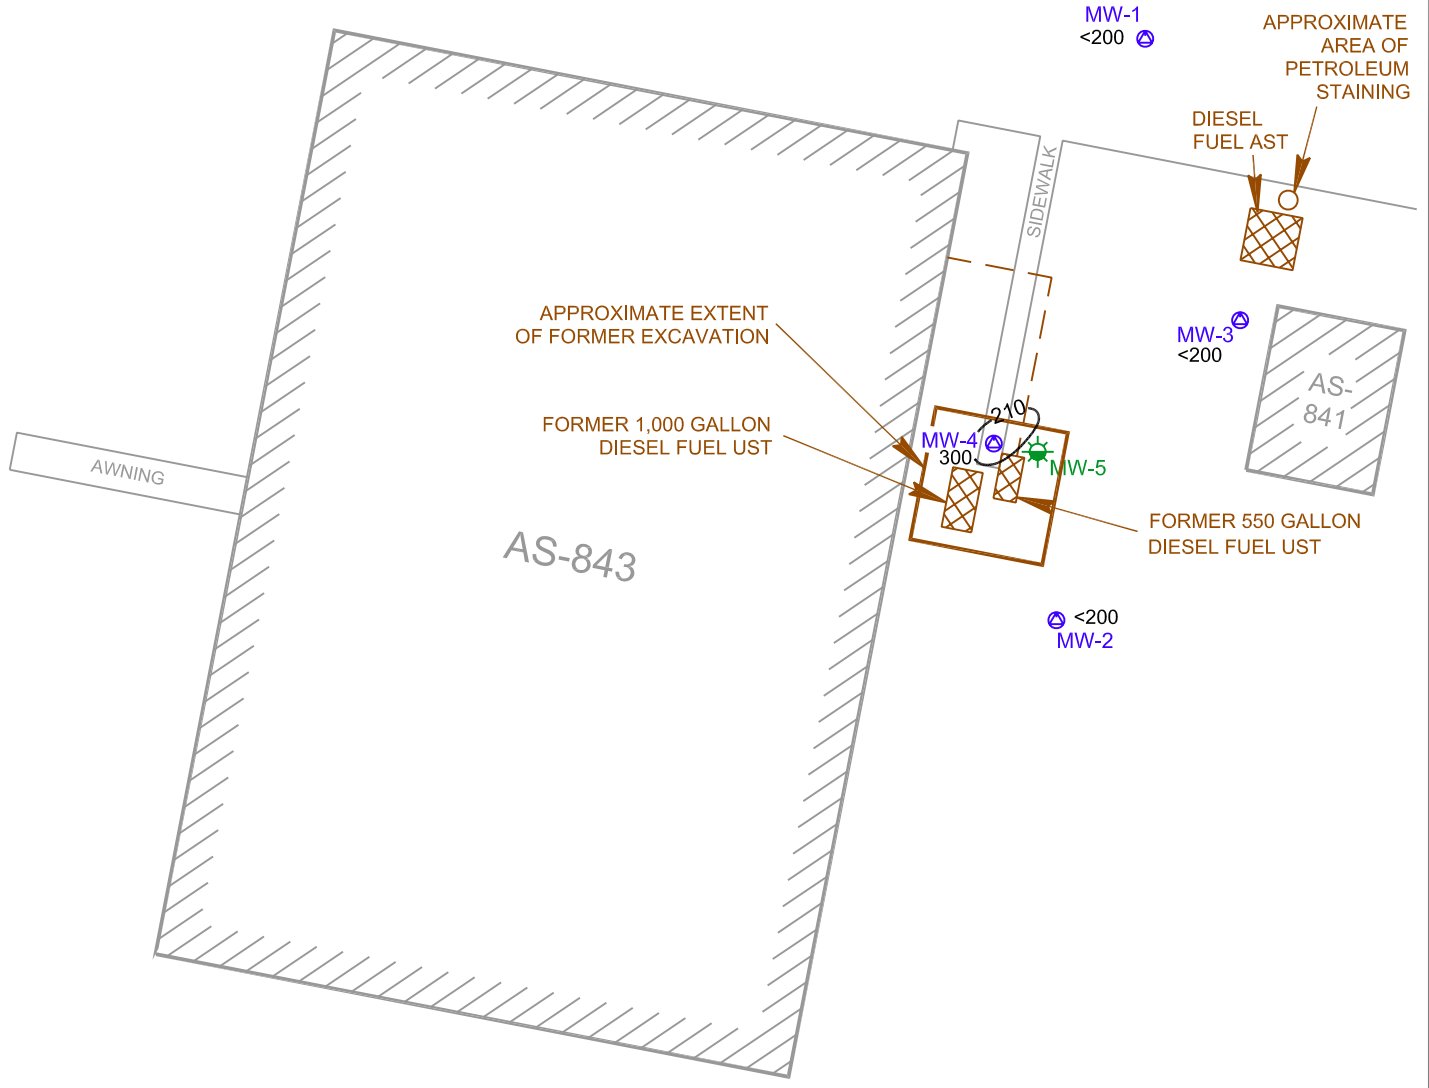 MW-1
<200
APPROXIMATE
AREA OF
PETROLEUM
STAINING
DIESEL
FUEL AST
SIDEWALK
APPROXIMATE EXTENT
OF FORMER EXCAVATION
MW-3
<200
AS-
841
FORMER 1,000 GALLON
DIESEL FUEL UST
210
MW-4
300
MW-5
AWNING
AS-843
FORMER 550 GALLON
DIESEL FUEL UST
<200
MW-2